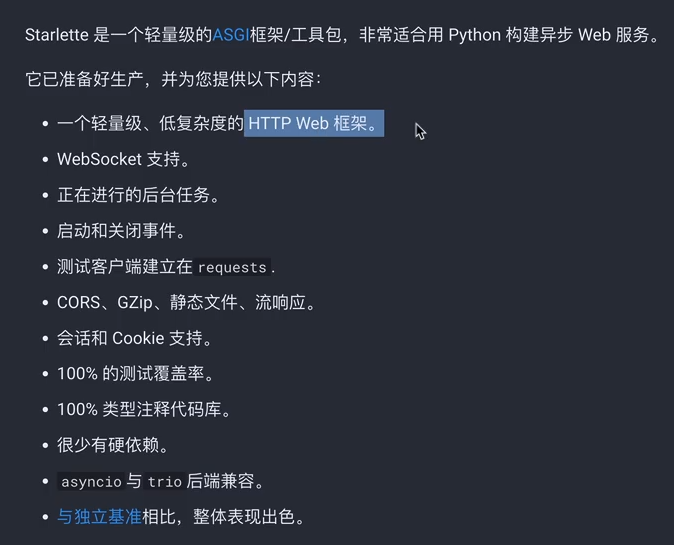 Starlette 是一个轻量级的ASGI框架/工具包，非常适合用 Python 构建异步 Web 服务。
它已准备好生产，并为您提供以下内容：
• 一个轻量级、低复杂度的 HTTP Web 框架。
• WebSocket 支持。
• 正在进行的后台任务。
• 启动和关闭事件。
• 测试客户端建立在 requests.
• CORS、GZip、静态文件、流响应。
• 会话和 Cookie 支持。
• 100% 的测试覆盖率。
• 100% 类型注释代码库。
• 很少有硬依赖。
• asyncio 与 trio 后端兼容。
• 与独立基准相比，整体表现出色。